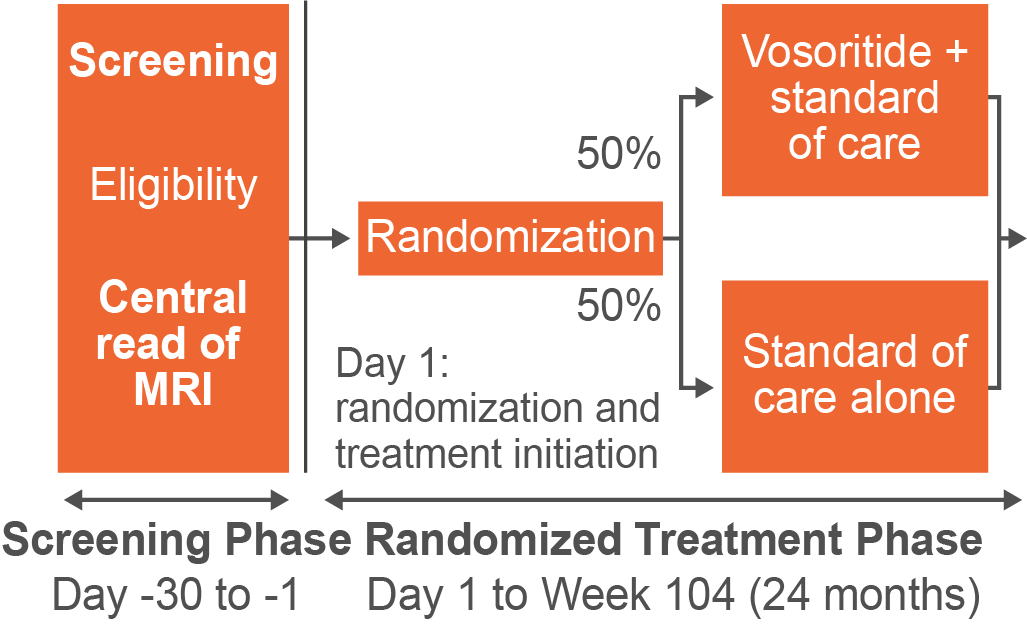 Screening
Eligibility
Central
read of
MRI
Randomization
50%
50%
Day 1:
randomization and
treatment initiation
Vosoritide +
standard
of care
Standard of
care alone
Screening Phase
Randomized Treatment Phase
Day -30 to -1
Day 1 to Week 104 (24 months)